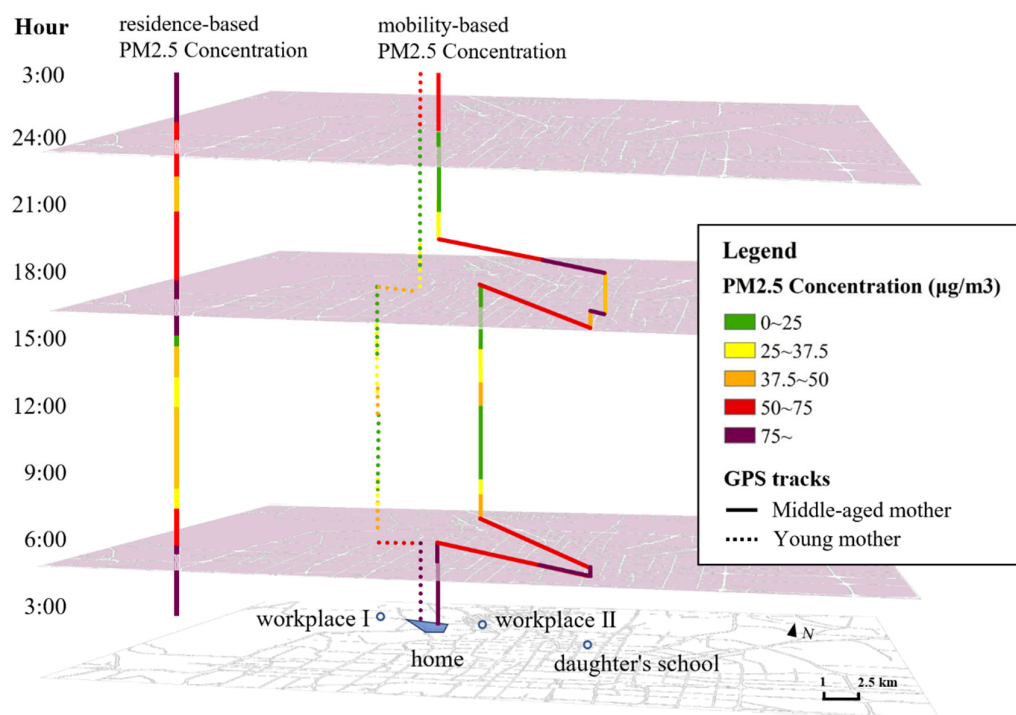 Hour
residence-based
PM2.5 Concentration
mobility-based
PM2.5 Concentration
3:00
24:00
21:00
18:00
15:00
12:00
9:00
6:00
3:00
Legend
PM2.5 Concentration (μg/m3)
0~25
25~37.5
37.5~50
50~75
75~
GPS tracks
Middle-aged mother
Young mother
workplace I
workplace II
home
daughter's school
N
1 2.5 km